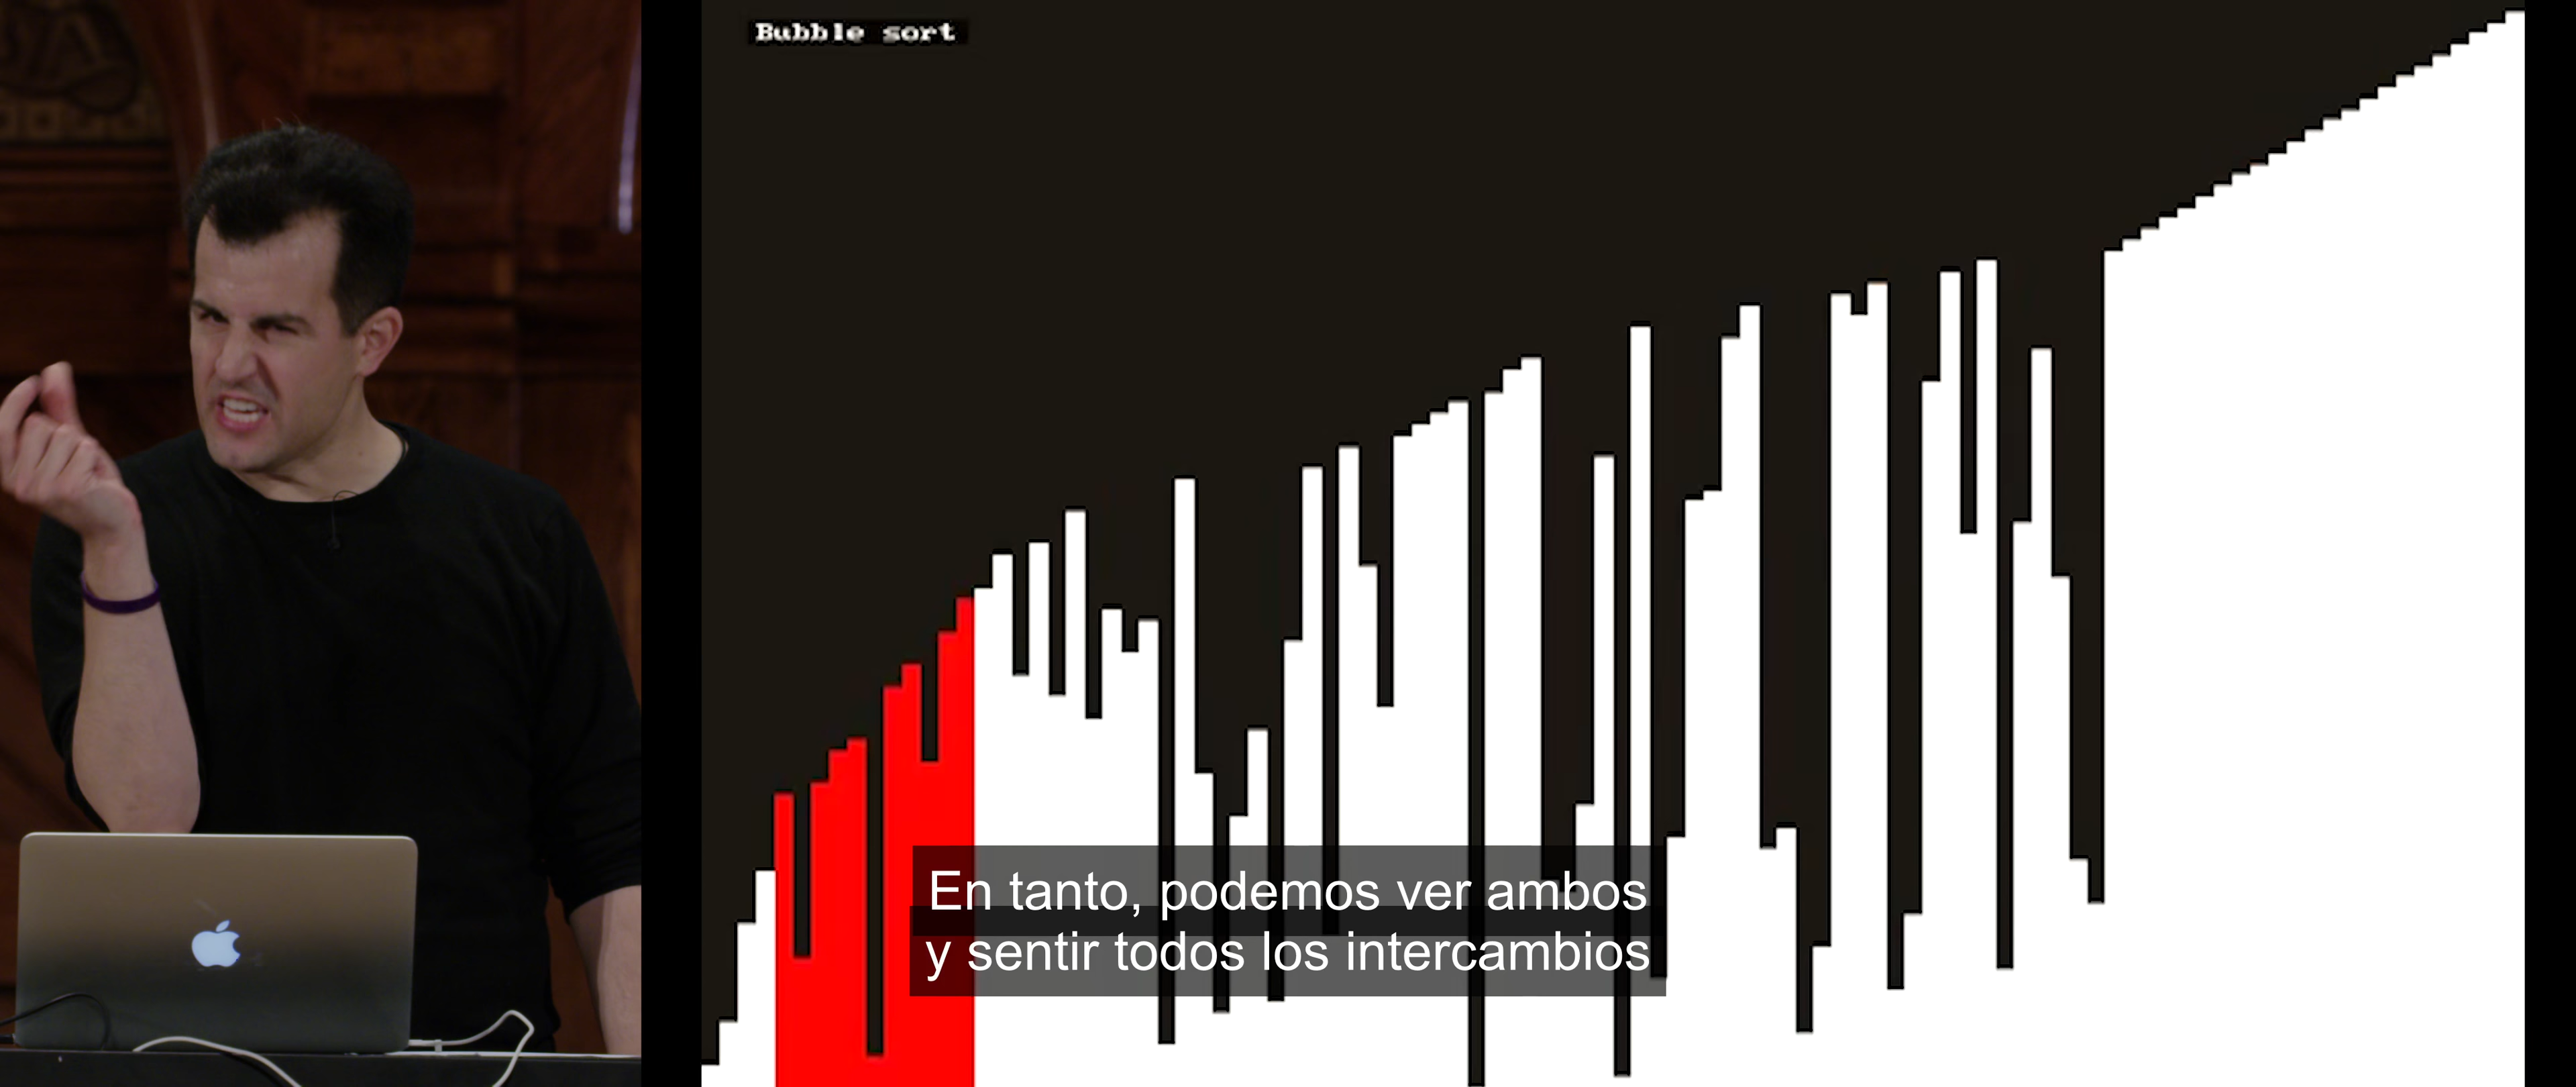 Bubble sort
En tanto, podemos ver ambos
y sentir todos los intercambios